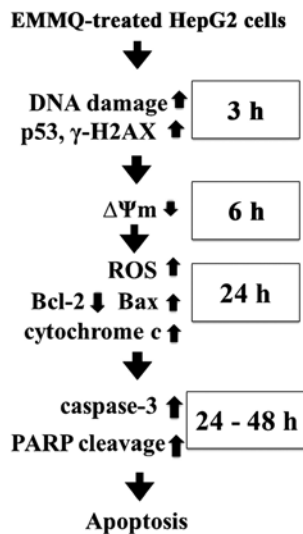 EMMQ-treated HepG2 cells
DNA damage
p53, γ-H2AX
3 h
ΔΨm
6 h
ROS
Bcl-2 Bax
cytochrome c
24 h
caspase-3
PARP cleavage
24 - 48 h
Apoptosis